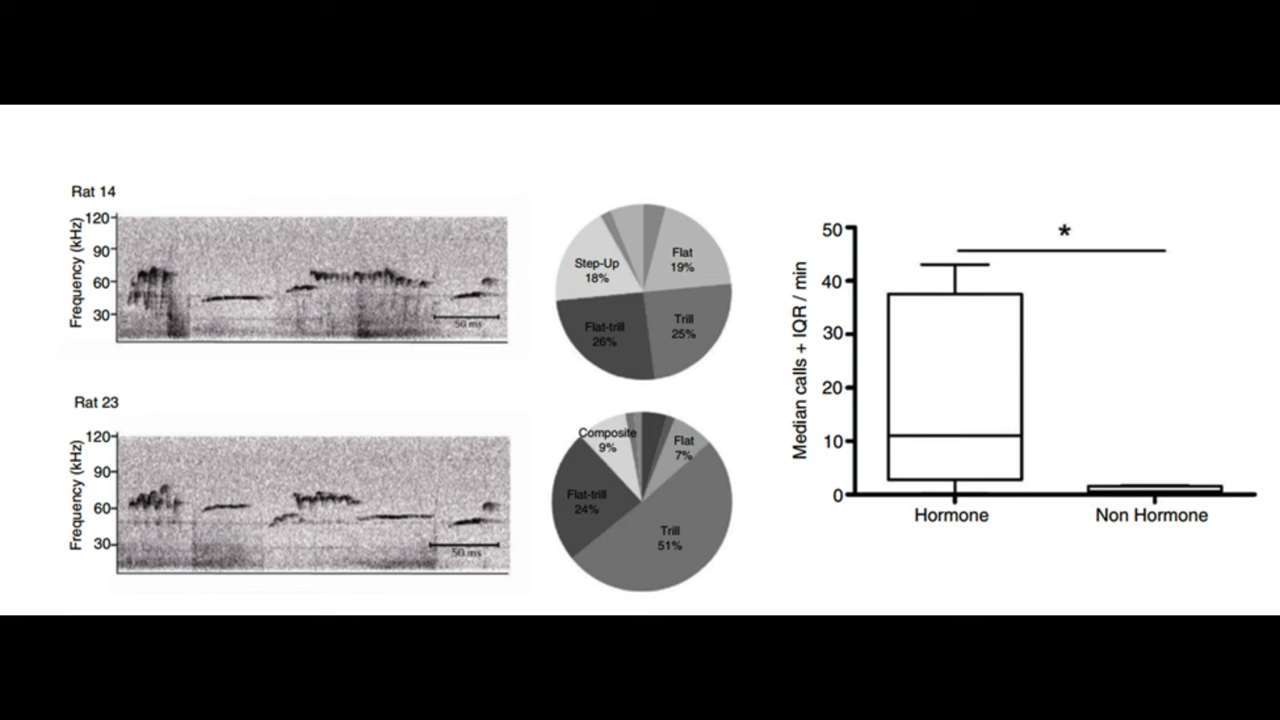 Rat 14
Frequency (kHz)
120
90
60
30
50 ms
Step-Up
18%
Flat
19%
Trill
25%
Flat-trill
26%
Rat 23
Frequency (kHz)
120
90
60
30
50 ms
Composite
9%
Flat
7%
Flat-trill
24%
Trill
51%
Median calls + IQR / min
50
40
30
20
10
0
*
Hormone
Non Hormone